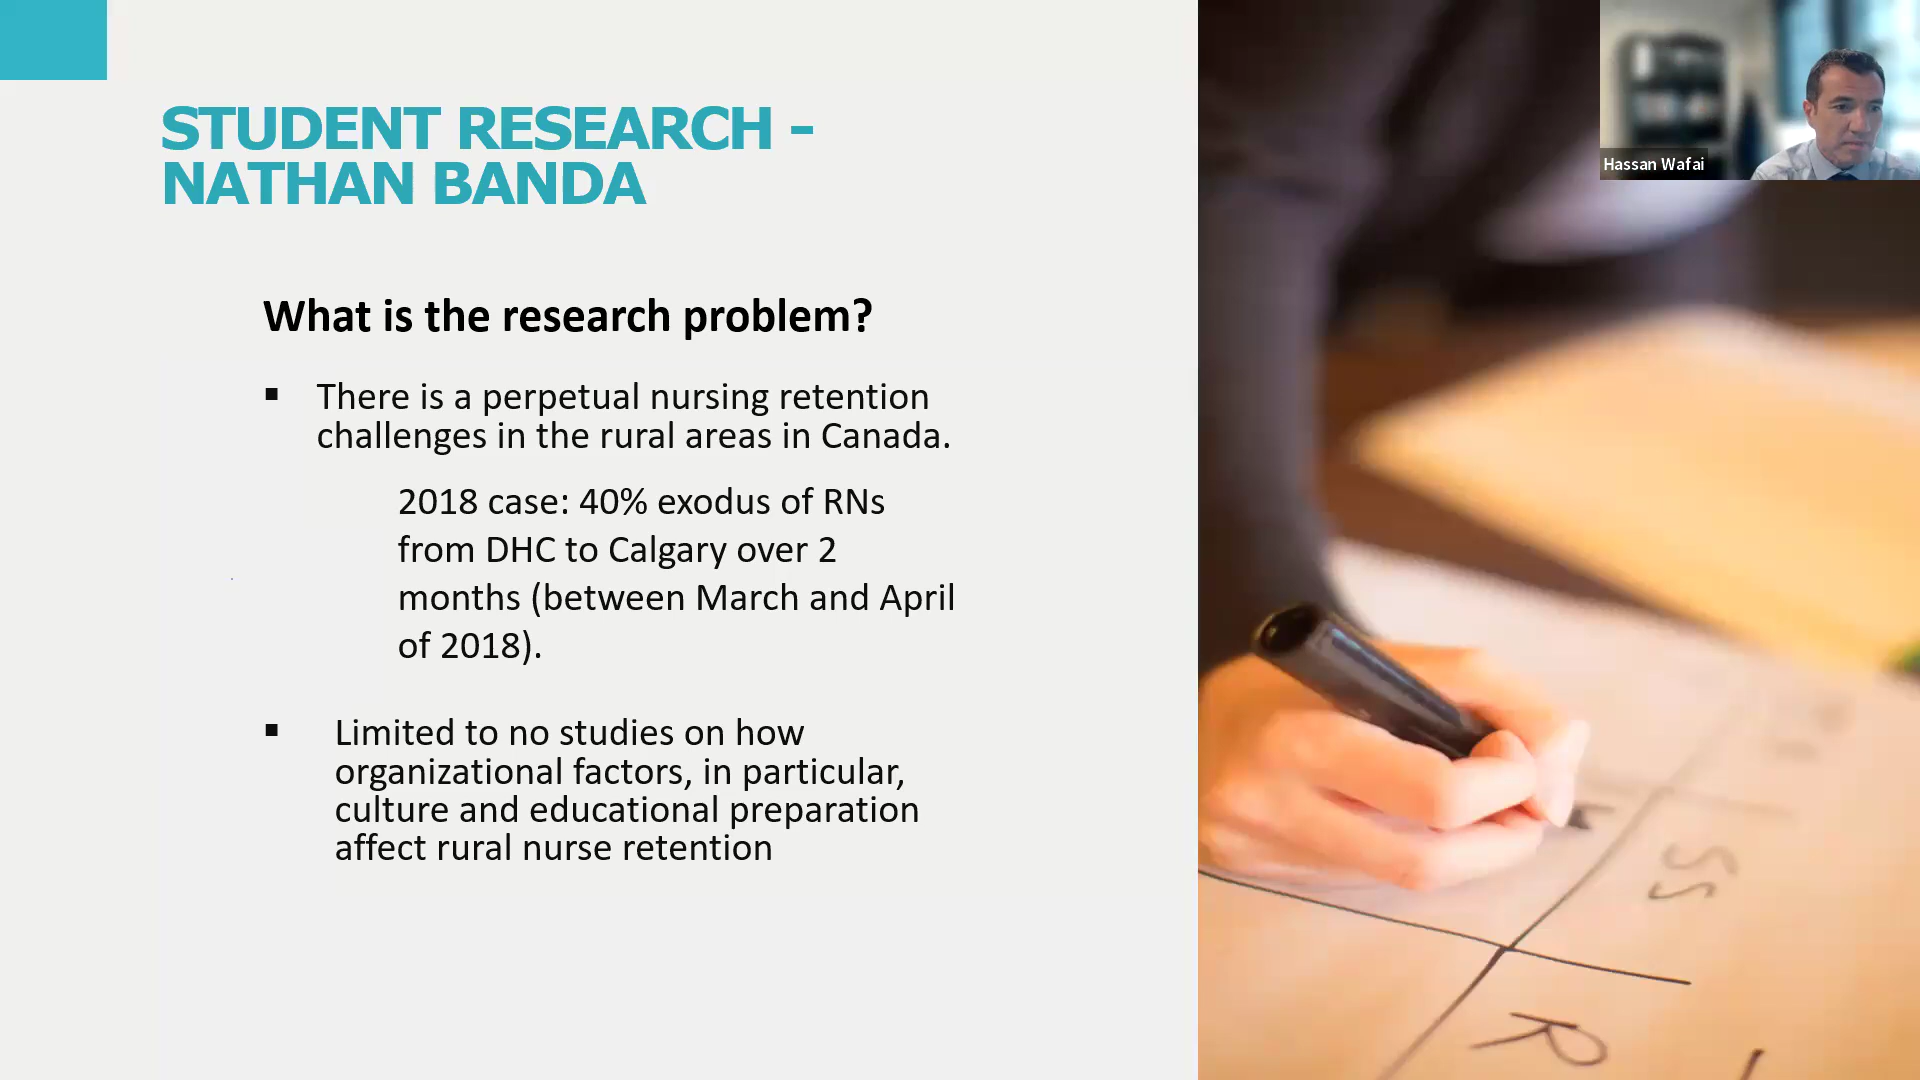 STUDENT RESEARCH -
NATHAN BANDA
Hassan Wafai
What is the research problem?
▪ There is a perpetual nursing retention
challenges in the rural areas in Canada.
2018 case: 40% exodus of RNs
from DHC to Calgary over 2
months (between March and April
of 2018).
▪ Limited to no studies on how
organizational factors, in particular,
culture and educational preparation
affect rural nurse retention
SS
R